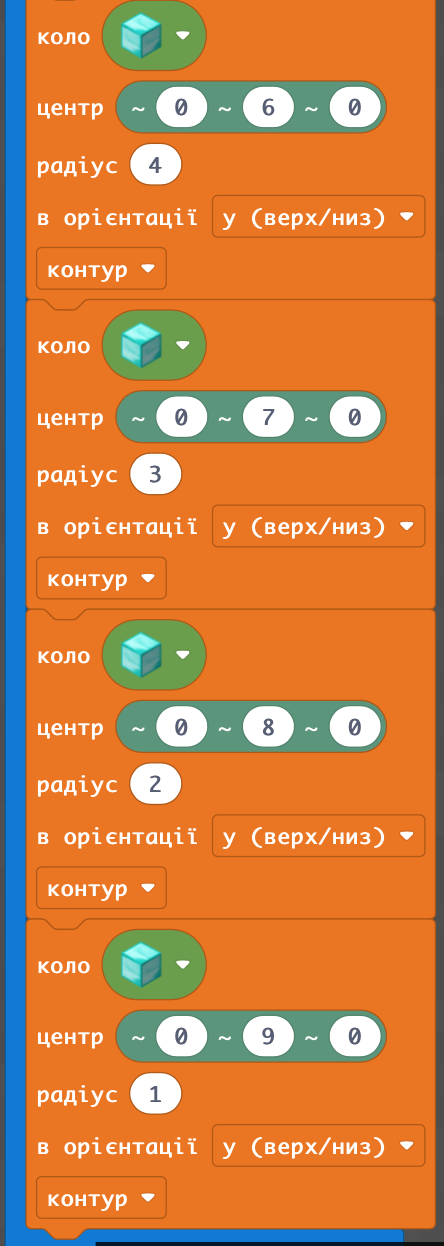 коло
центр ~ 0 ~ 6 ~ 0
радіус 4
в орієнтації у (верх/низ)
контур
коло
центр ~ 0 ~ 7 ~ 0
радіус 3
в орієнтації у (верх/низ)
контур
коло
центр ~ 0 ~ 8 ~ 0
радіус 2
в орієнтації у (верх/низ)
контур
коло
центр ~ 0 ~ 9 ~ 0
радіус 1
в орієнтації у (верх/низ)
контур